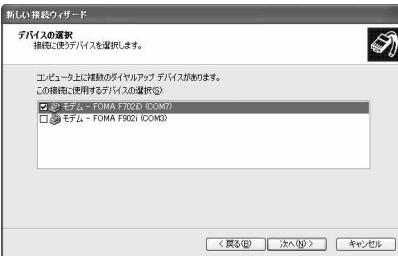 新しい接続ウィザード
デバイスの選択
接続に使うデバイスを選択します。
コンピュータ上に複数のダイヤルアップ デバイスがあります。
この接続に使用するデバイスの選択(S):
モデム - FOMA F702iD (COM7)
モデム - FOMA F902i (COM3)
< 戻る(B) 次へ(N) > キャンセル